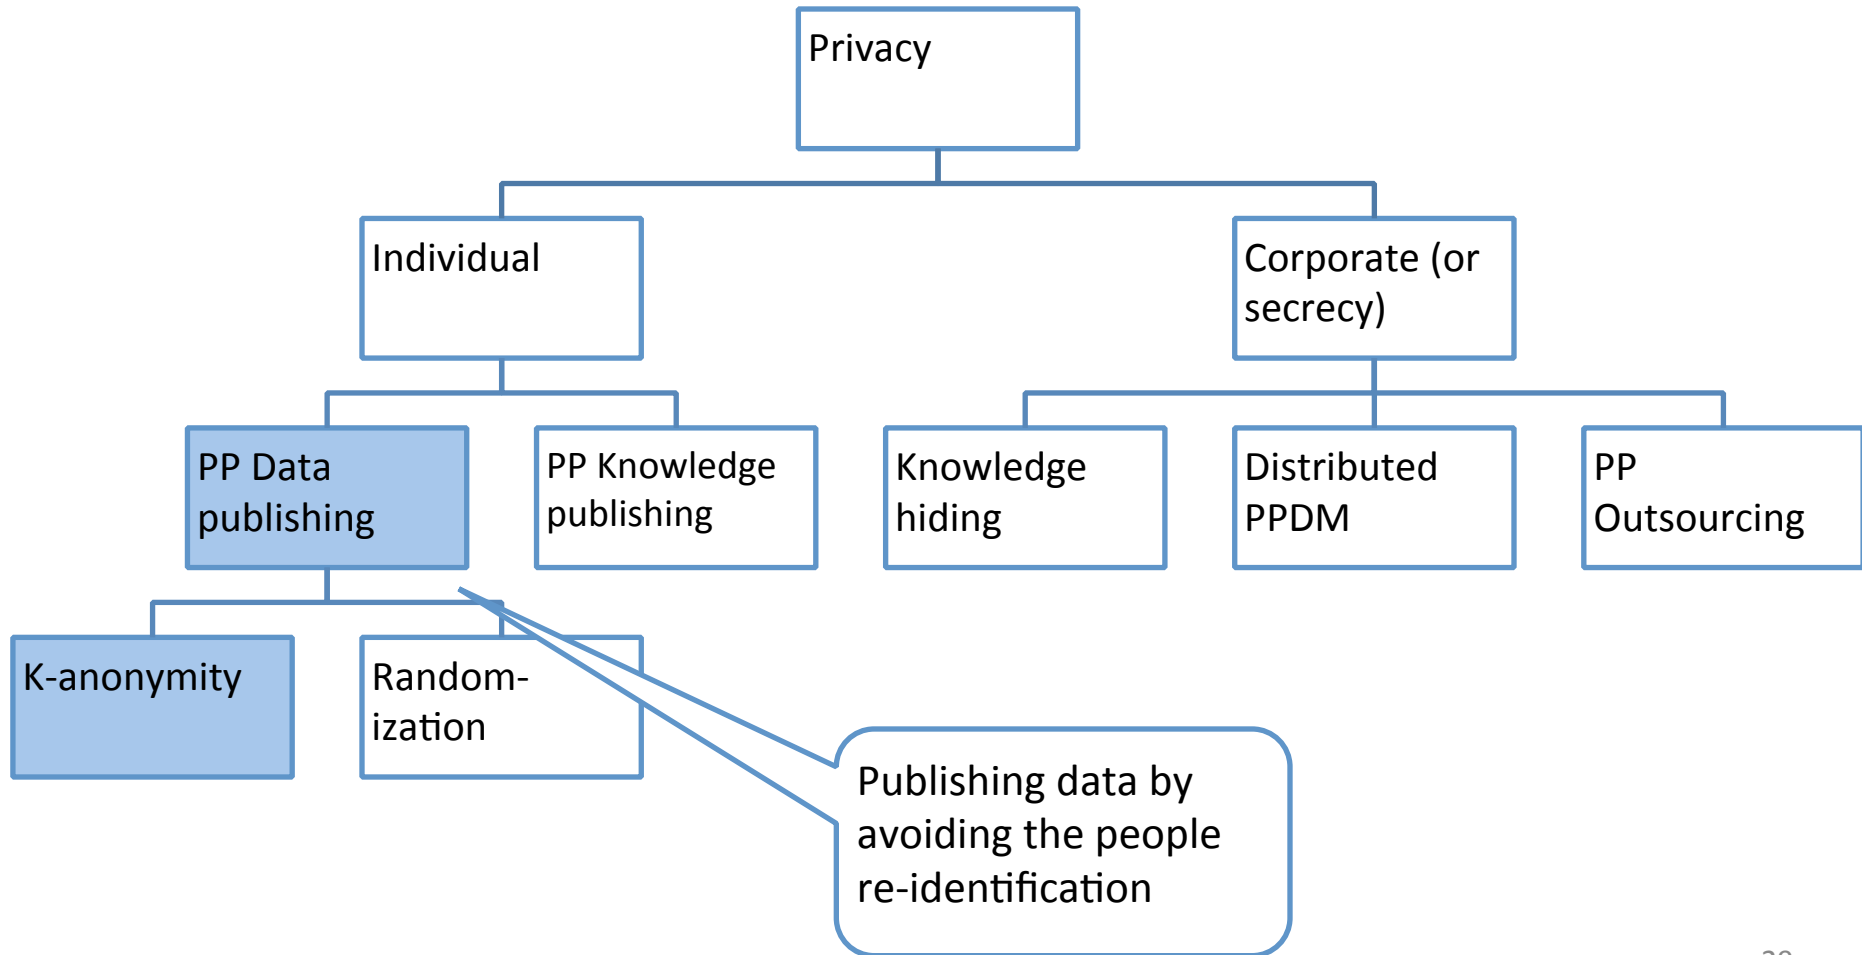 Privacy
Individual
Corporate (or
secrecy)
PP Data
publishing
PP Knowledge
publishing
Knowledge
hiding
Distributed
PPDM
PP
Outsourcing
K-anonymity
Random-
ization
Publishing data by
avoiding the people
re-identification